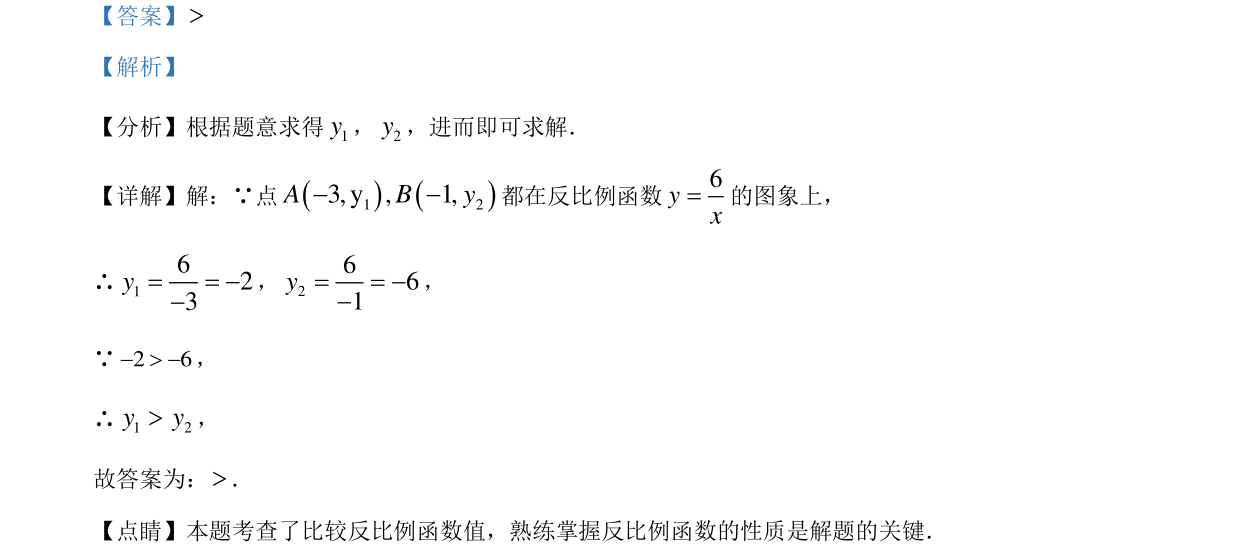 【答案】>
【解析】
【分析】根据题意求得 y₁， y₂，进而即可求解．
【详解】解：∵点 A(−3, y₁), B(−1, y₂) 都在反比例函数 y = 6/x 的图象上，
∴ y₁ = 6/−3 = −2， y₂ = 6/−1 = −6，
∵ −2 > −6，
∴ y₁ > y₂，
故答案为：>．
【点睛】本题考查了比较反比例函数值，熟练掌握反比例函数的性质是解题的关键．